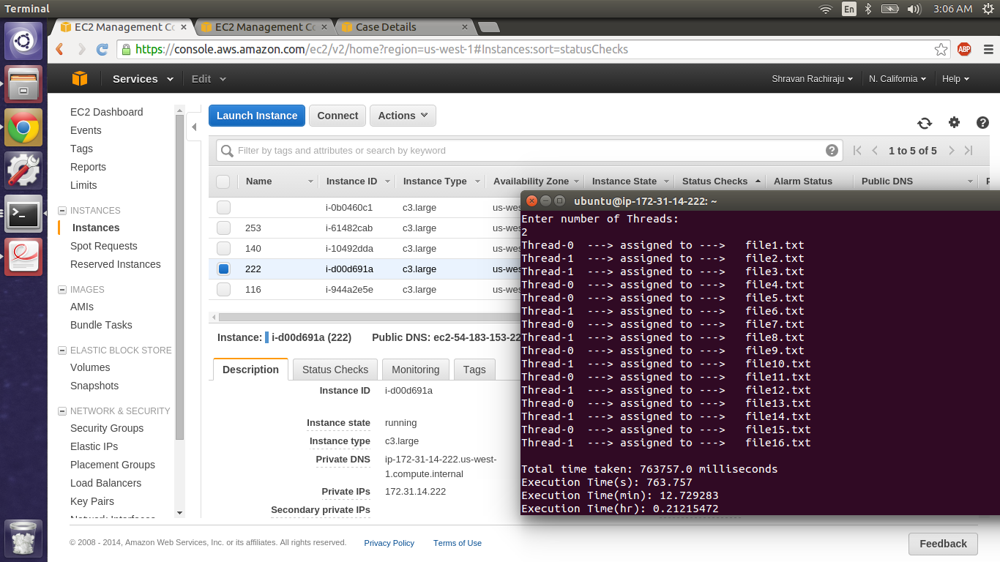 Terminal
En
3:06 AM
EC2 Management Co
EC2 Management Co
Case Details
https://console.aws.amazon.com/ec2/v2/home?region=us-west-1#Instances:sort=statusChecks
ABP
Services
Edit
Shravan Rachiraju
N. California
Help
EC2 Dashboard
Events
Tags
Reports
Limits
INSTANCES
Instances
Spot Requests
Reserved Instances
IMAGES
AMIs
Bundle Tasks
ELASTIC BLOCK STORE
Volumes
Snapshots
NETWORK & SECURITY
Security Groups
Elastic IPs
Placement Groups
Load Balancers
Key Pairs
Network Interfaces
Launch Instance
Connect
Actions
Filter by tags and attributes or search by keyword
1 to 5 of 5
Name Instance ID Instance Type Availability Zone Instance State Status Checks Alarm Status Public DNS
i-0b0460c1 c3.large us-wes
253 i-61482cab c3.large us-wes
140 i-10492dda c3.large us-wes
222 i-d00d691a c3.large us-wes
116 i-944a2e5e c3.large us-wes
Instance: i-d00d691a (222) Public DNS: ec2-54-183-153-22
Description
Status Checks
Monitoring
Tags
Instance ID i-d00d691a
Instance state running
Instance type c3.large
Private DNS ip-172-31-14-222.us-west-
1.compute.internal
Private IPs 172.31.14.222
Secondary private IPs
ubuntu@ip-172-31-14-222: ~
Enter number of Threads:
2
Thread-0 ---> assigned to ---> file1.txt
Thread-1 ---> assigned to ---> file2.txt
Thread-1 ---> assigned to ---> file3.txt
Thread-0 ---> assigned to ---> file4.txt
Thread-0 ---> assigned to ---> file5.txt
Thread-1 ---> assigned to ---> file6.txt
Thread-0 ---> assigned to ---> file7.txt
Thread-1 ---> assigned to ---> file8.txt
Thread-0 ---> assigned to ---> file9.txt
Thread-1 ---> assigned to ---> file10.txt
Thread-0 ---> assigned to ---> file11.txt
Thread-1 ---> assigned to ---> file12.txt
Thread-0 ---> assigned to ---> file13.txt
Thread-1 ---> assigned to ---> file14.txt
Thread-0 ---> assigned to ---> file15.txt
Thread-1 ---> assigned to ---> file16.txt
Total time taken: 763757.0 milliseconds
Execution Time(s): 763.757
Execution Time(min): 12.729283
Execution Time(hr): 0.21215472
© 2008 - 2014, Amazon Web Services, Inc. or its affiliates. All rights reserved.
Privacy Policy
Terms of Use
Feedback